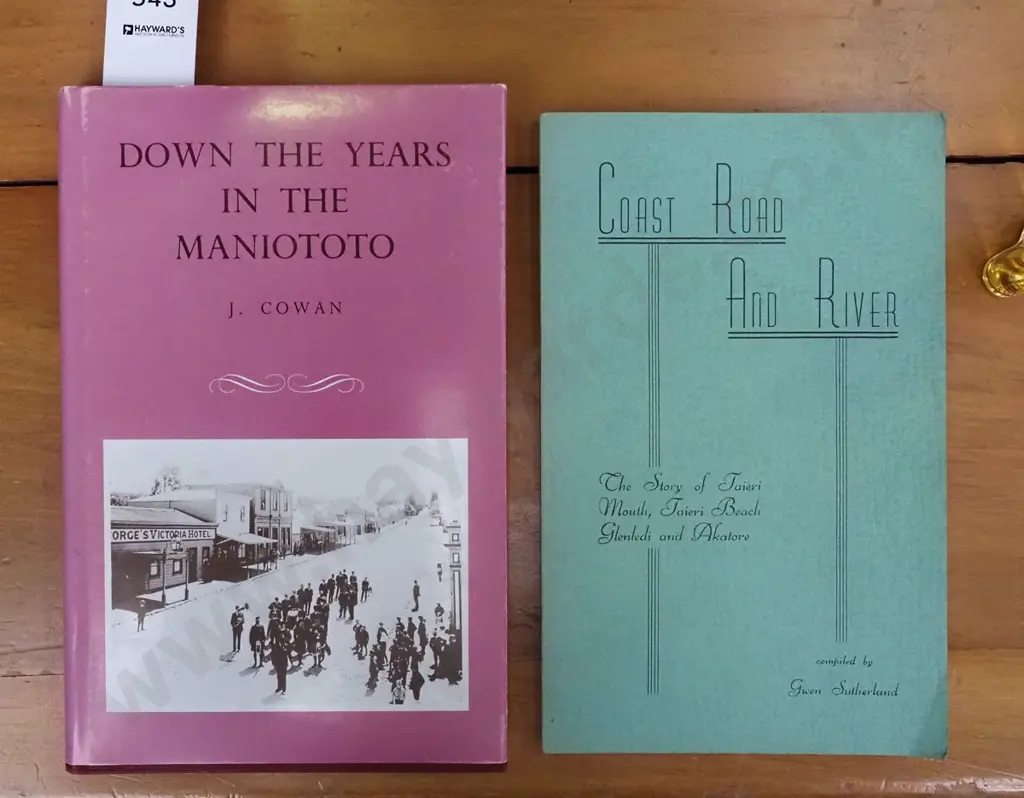 HAYWARD'S
DOWN THE YEARS
IN THE
MANIOTOTO
J. COWAN
ORGE'S VICTORIA HOTEL
COAST ROAD
AND RIVER
The Story of Taieri
Mouth, Taieri Beach
Glenledi and Akatore
compiled by
Gwen Sutherland